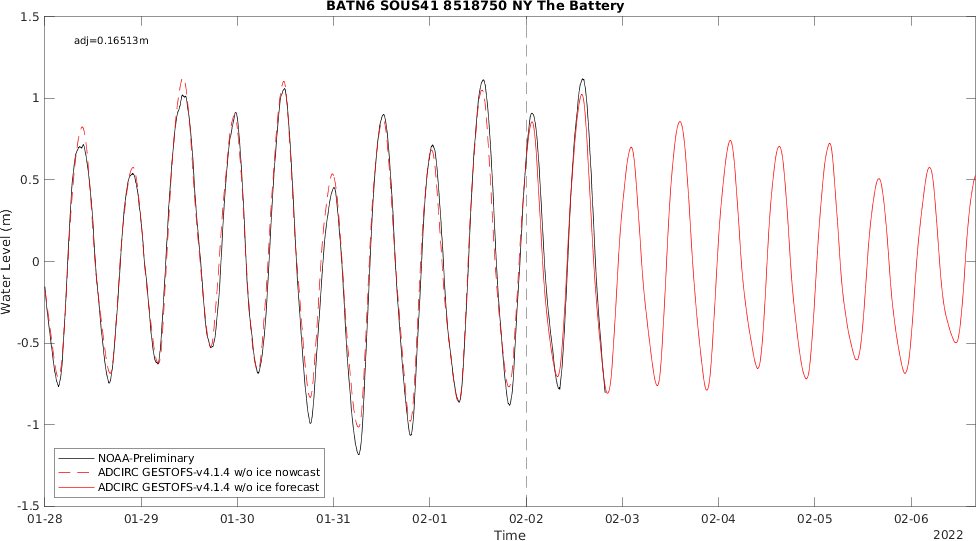 BATN6 SOUS41 8518750 NY The Battery
adj=0.16513m
1.5
1
0.5
0
-0.5
-1
-1.5
Water Level (m)
NOAA-Preliminary
ADCIRC GESTOFS-v4.1.4 w/o ice nowcast
ADCIRC GESTOFS-v4.1.4 w/o ice forecast
01-28 01-29 01-30 01-31 02-01 02-02 02-03 02-04 02-05 02-06
Time
2022